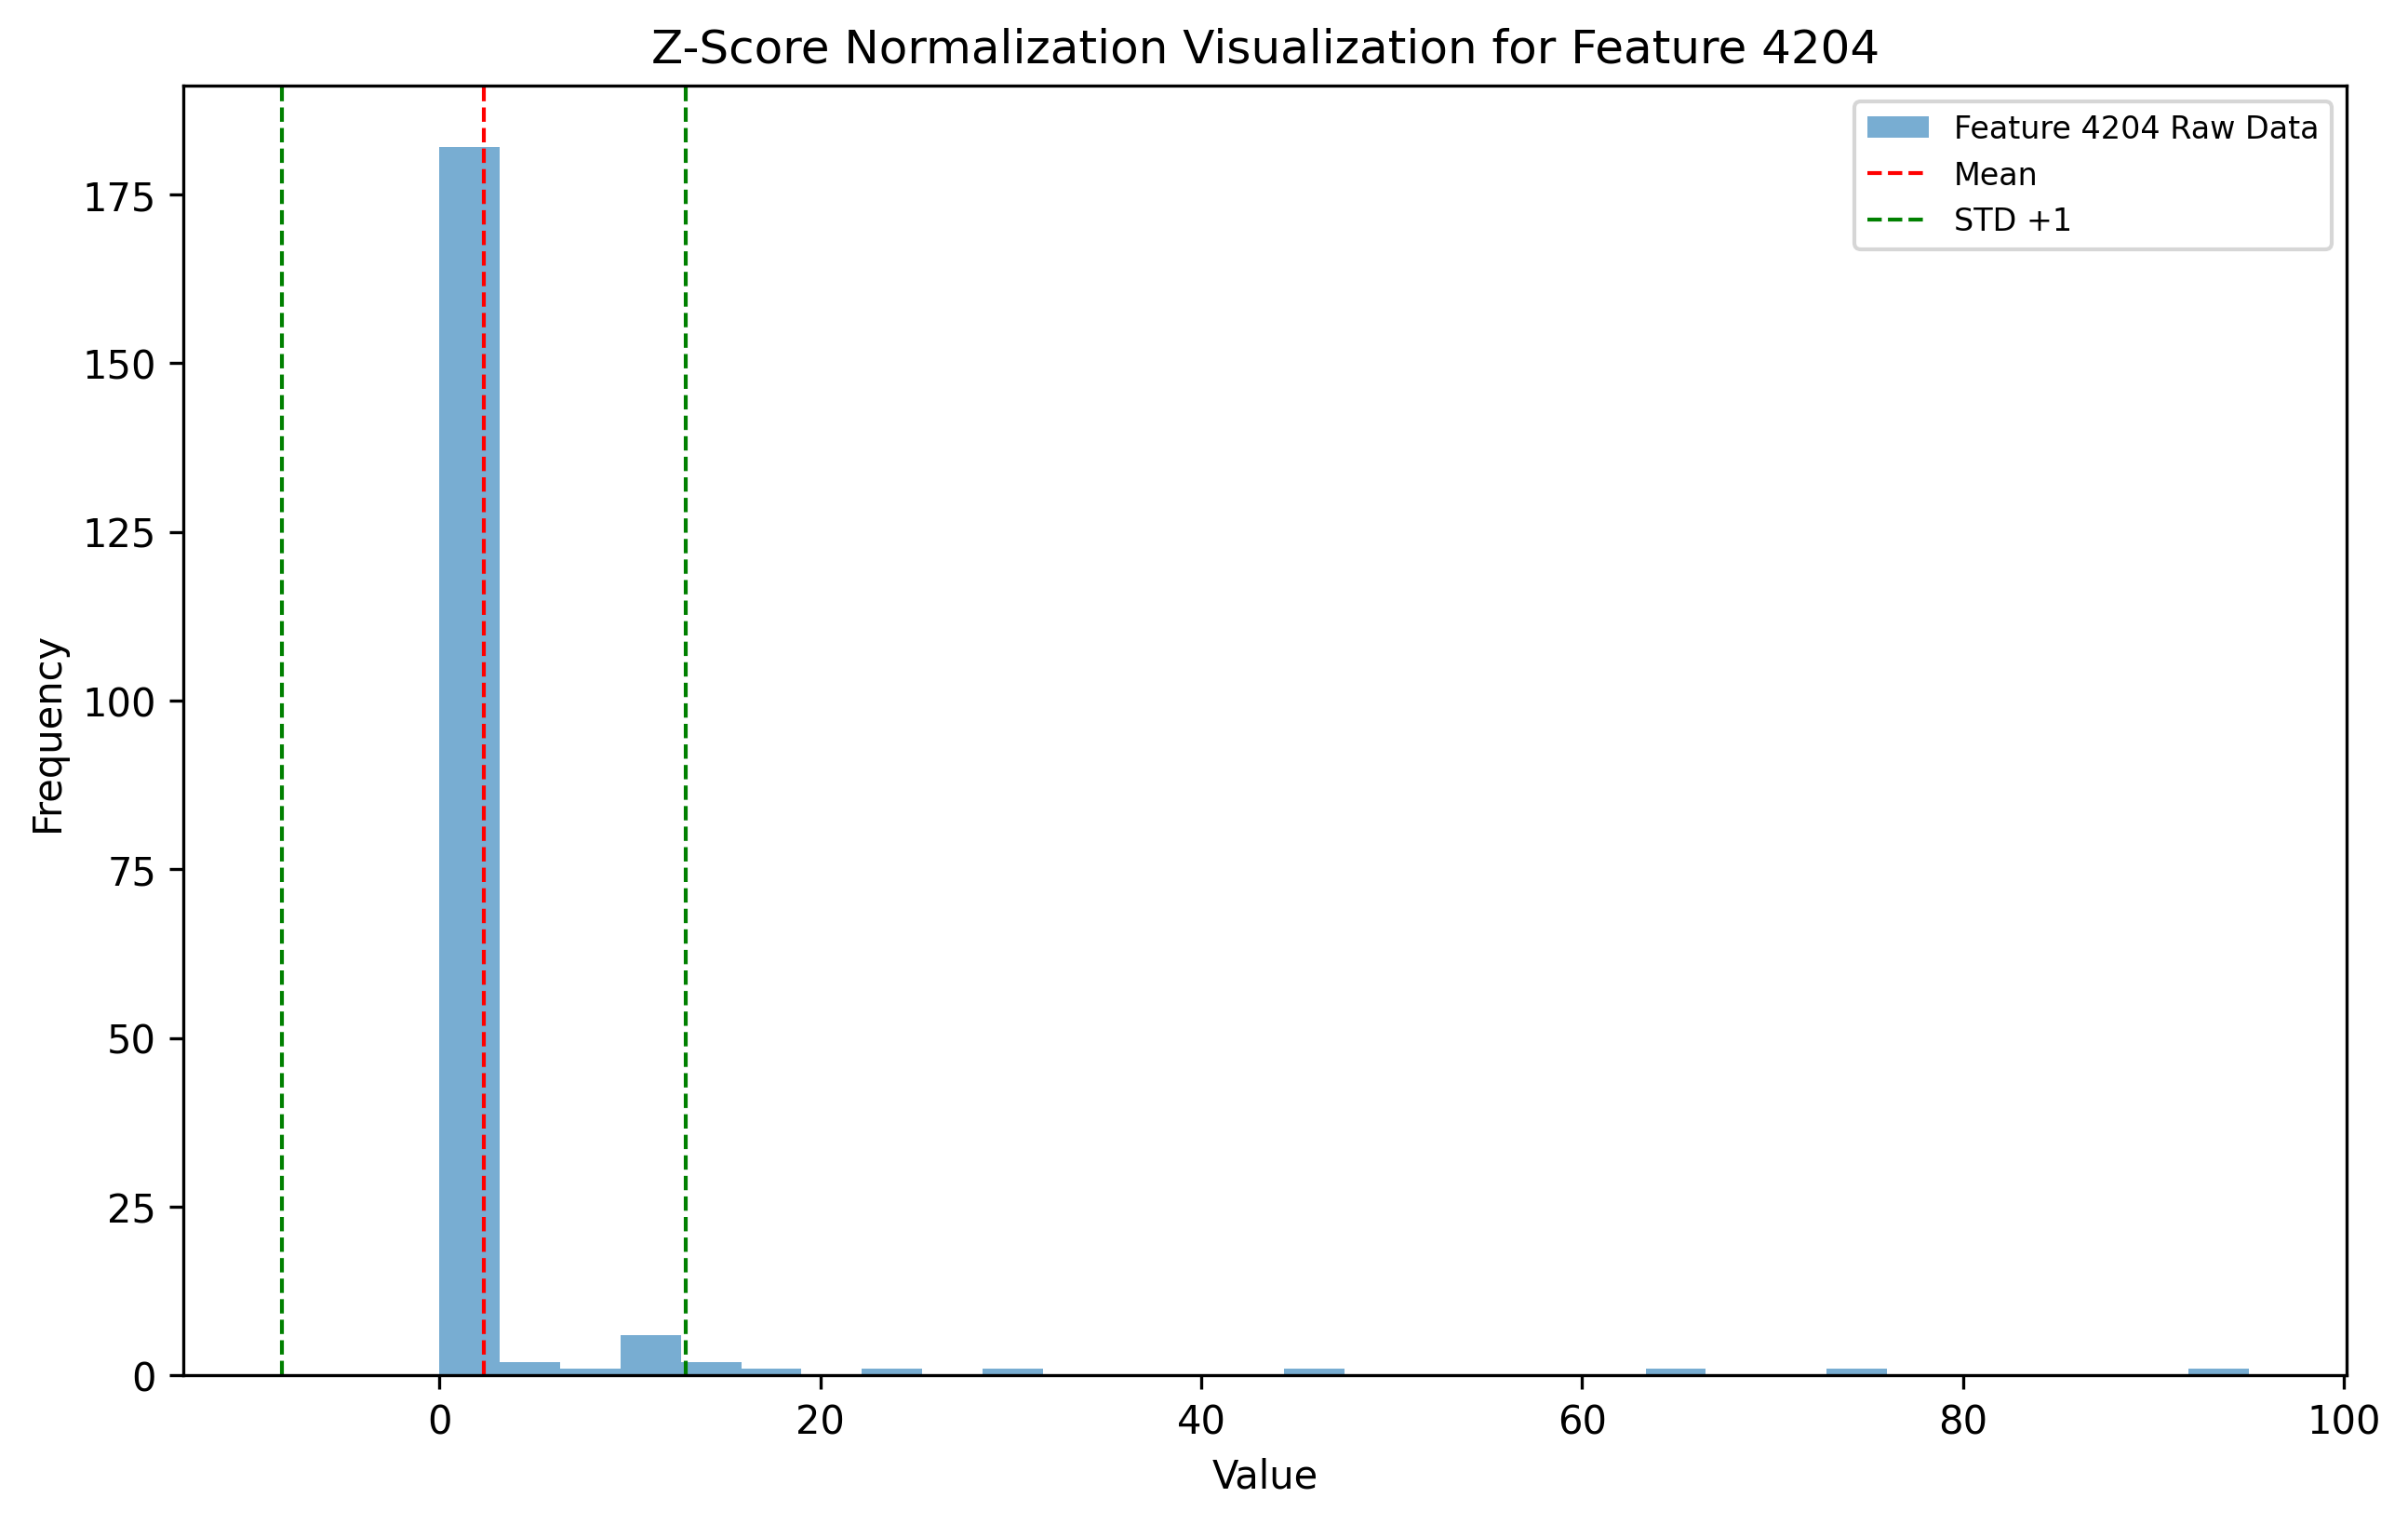 Z-Score Normalization Visualization for Feature 4204
Feature 4204 Raw Data
Mean
STD +1
175
150
125
100
75
50
25
0
Frequency
0 20 40 60 80 100
Value